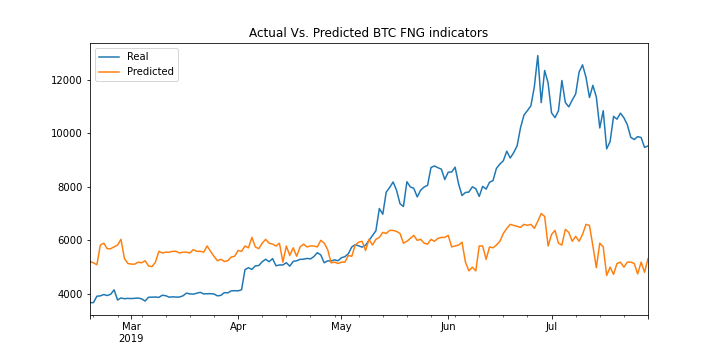 Actual Vs. Predicted BTC FNG indicators
Real
Predicted
12000
10000
8000
6000
4000
Mar
2019
Apr
May
Jun
Jul